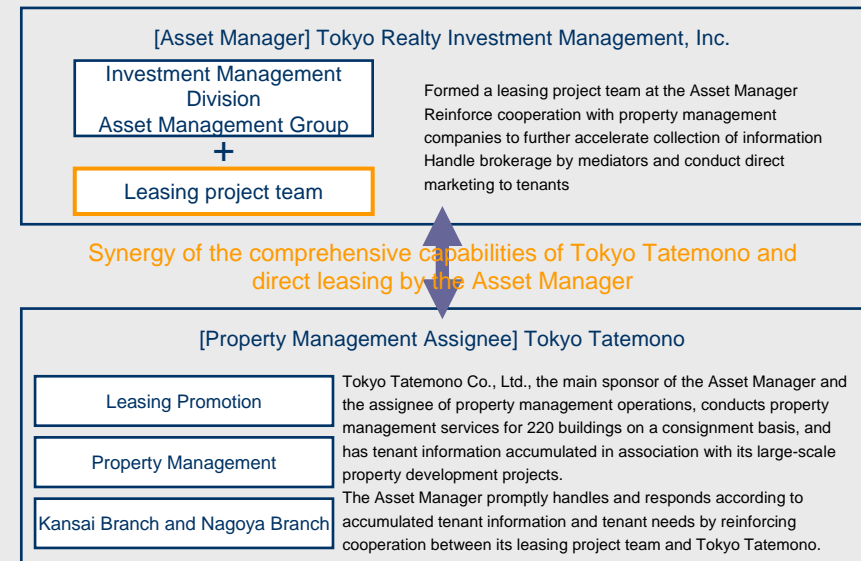 [Asset Manager] Tokyo Realty Investment Management, Inc.
Investment Management
Division
Asset Management Group
+
Leasing project team
Formed a leasing project team at the Asset Manager
Reinforce cooperation with property management
companies to further accelerate collection of information
Handle brokerage by mediators and conduct direct
marketing to tenants
Synergy of the comprehensive capabilities of Tokyo Tatemono and
direct leasing by the Asset Manager
[Property Management Assignee] Tokyo Tatemono
Leasing Promotion
Property Management
Kansai Branch and Nagoya Branch
Tokyo Tatemono Co., Ltd., the main sponsor of the Asset Manager and
the assignee of property management operations, conducts property
management services for 220 buildings on a consignment basis, and
has tenant information accumulated in association with its large-scale
property development projects.
The Asset Manager promptly handles and responds according to
accumulated tenant information and tenant needs by reinforcing
cooperation between its leasing project team and Tokyo Tatemono.